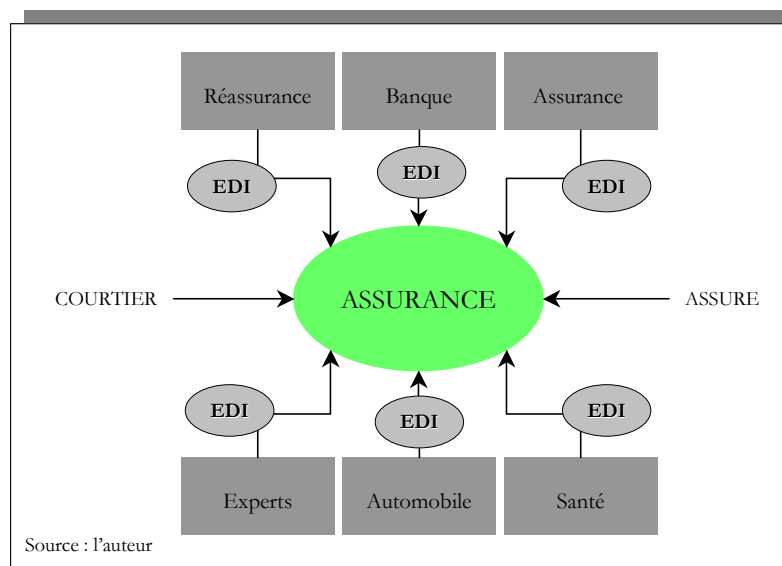 Réassurance
Banque
Assurance
EDI
EDI
EDI
COURTIER
ASSURANCE
ASSURE
EDI
EDI
EDI
Experts
Automobile
Santé
Source : l'auteur